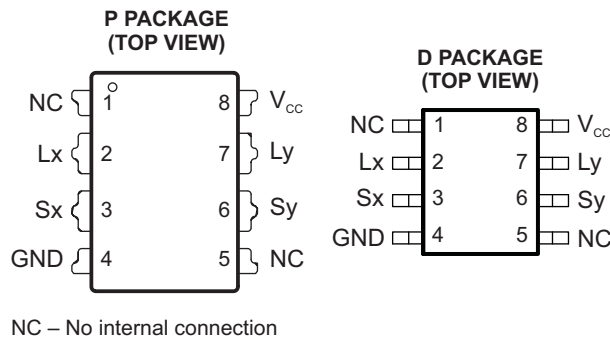 P PACKAGE
(TOP VIEW)
NC 1 8 VCC
Lx 2 7 Ly
Sx 3 6 Sy
GND 4 5 NC
D PACKAGE
(TOP VIEW)
NC 1 8 VCC
Lx 2 7 Ly
Sx 3 6 Sy
GND 4 5 NC
NC – No internal connection